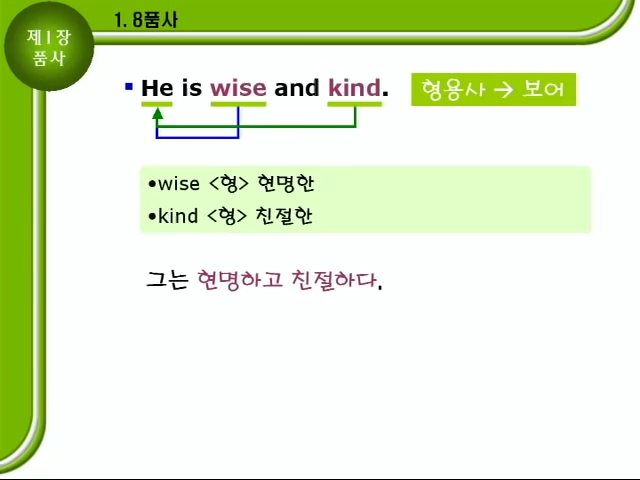 1. 8품사
제1장
품사
▪ He is wise and kind. 형용사 → 보어
•wise <형> 현명한
•kind <형> 친절한
그는 현명하고 친절하다.